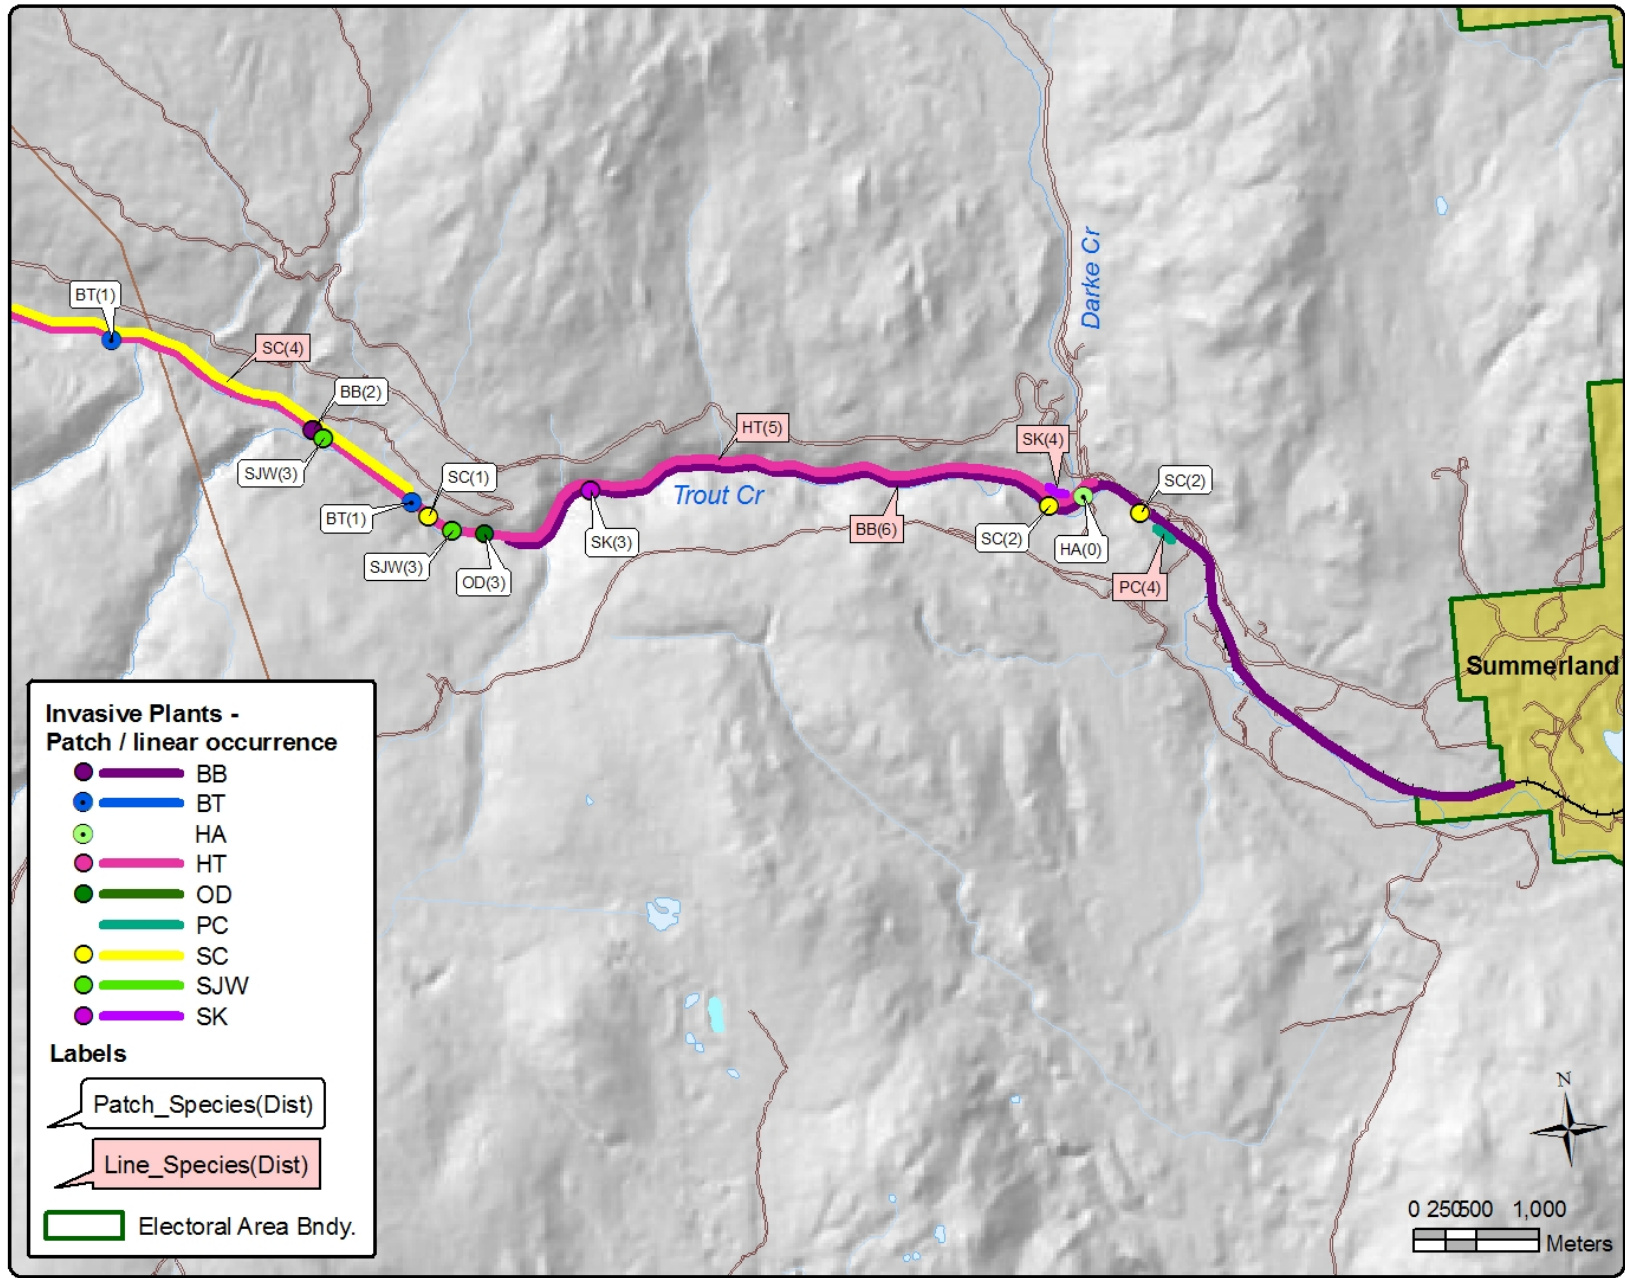 Darke Cr
BT(1)
SC(4)
BB(2)
SJW(3)
BT(1)
SC(1)
SJW(3)
OD(3)
SK(3)
HT(5)
Trout Cr
BB(6)
SK(4)
SC(2)
HA(0)
SC(2)
PC(4)
Summerland
Invasive Plants -
Patch / linear occurrence
BB
BT
HA
HT
OD
PC
SC
SJW
SK
Labels
Patch_Species(Dist)
Line_Species(Dist)
Electoral Area Bndy.
N
0 250 500 1,000
Meters